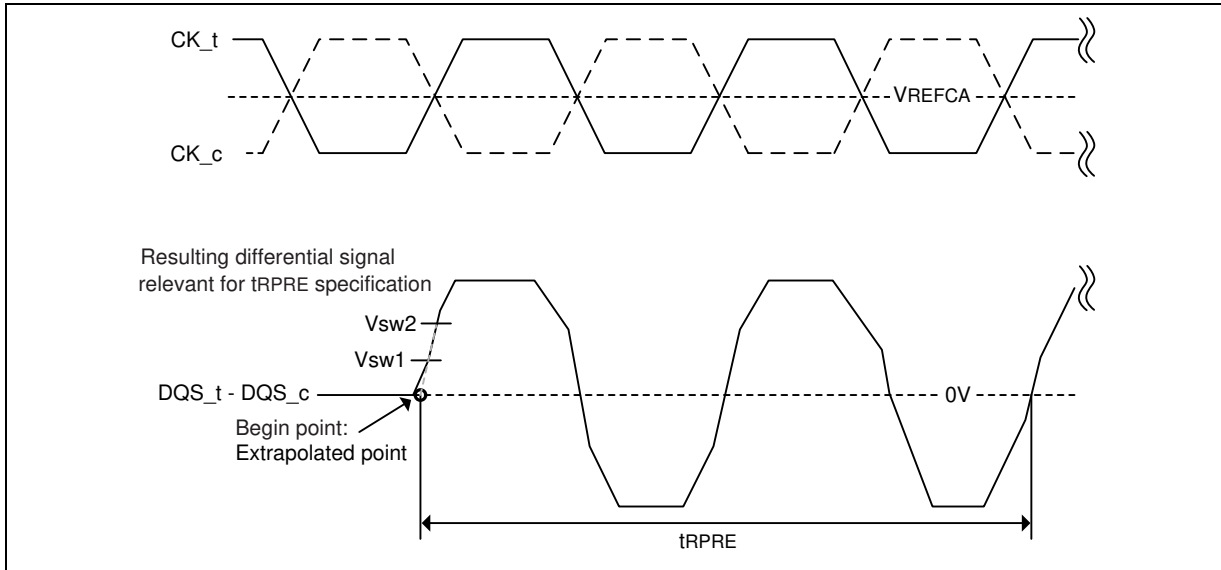 CK_t
VREFCA
CK_c
Resulting differential signal
relevant for tRPRE specification
Vsw2
Vsw1
DQS_t - DQS_c
0V
Begin point:
Extrapolated point
tRPRE